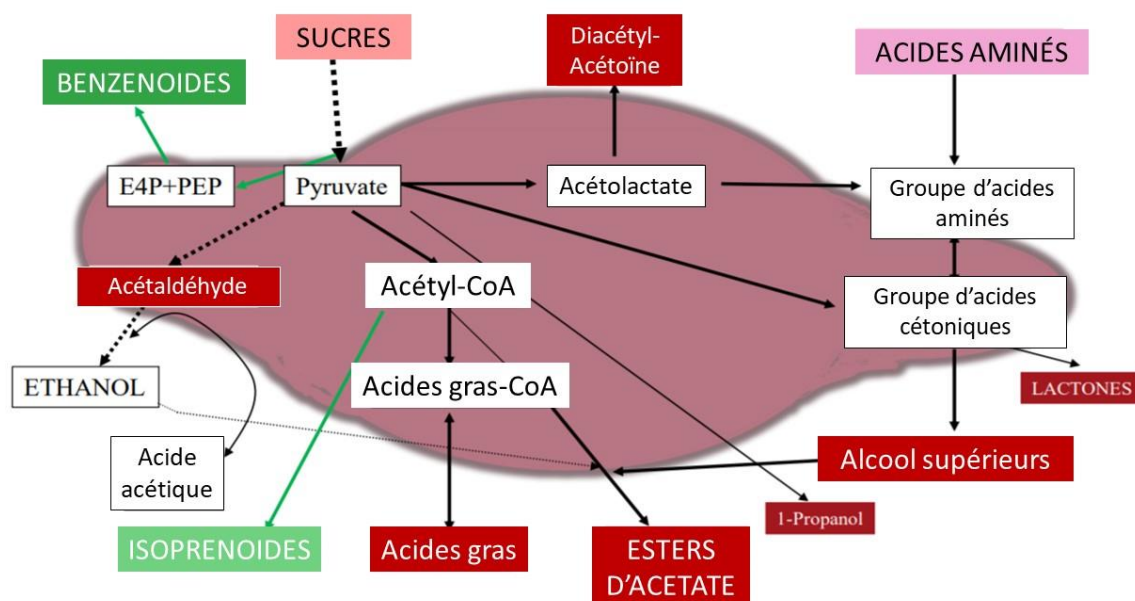 SUCRES
Diacétyl-
Acétoïne
ACIDES AMINÉS
BENZENOIDES
E4P+PEP
Pyruvate
Acétolactate
Groupe d'acides
aminés
Acétaldéhyde
Acétyl-CoA
Groupe d'acides
cétoniques
ETHANOL
Acides gras-CoA
LACTONES
Acide
acétique
Alcool supérieurs
1-Propanol
ISOPRENOIDES
Acides gras
ESTERS
D'ACETATE